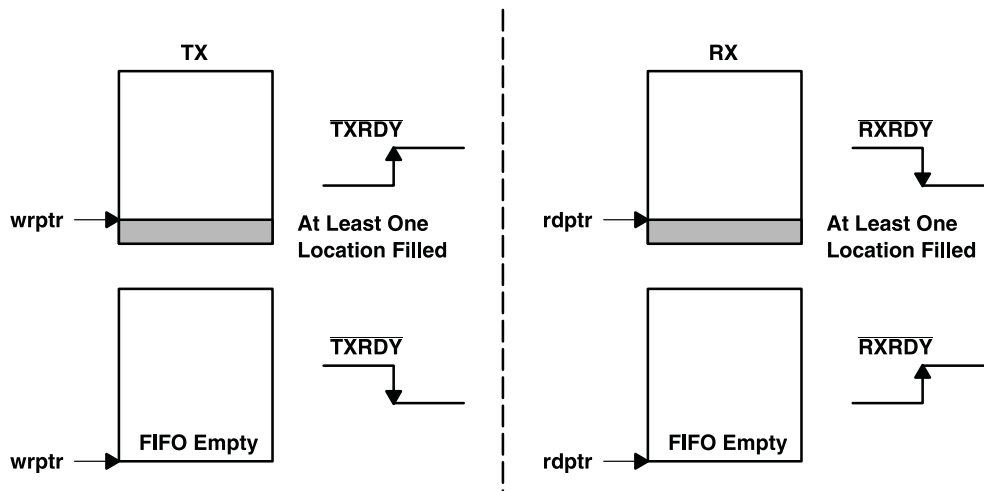 TX
TXRDY
wrptr
At Least One
Location Filled
TXRDY
FIFO Empty
wrptr
RX
RXRDY
rdptr
At Least One
Location Filled
RXRDY
FIFO Empty
rdptr